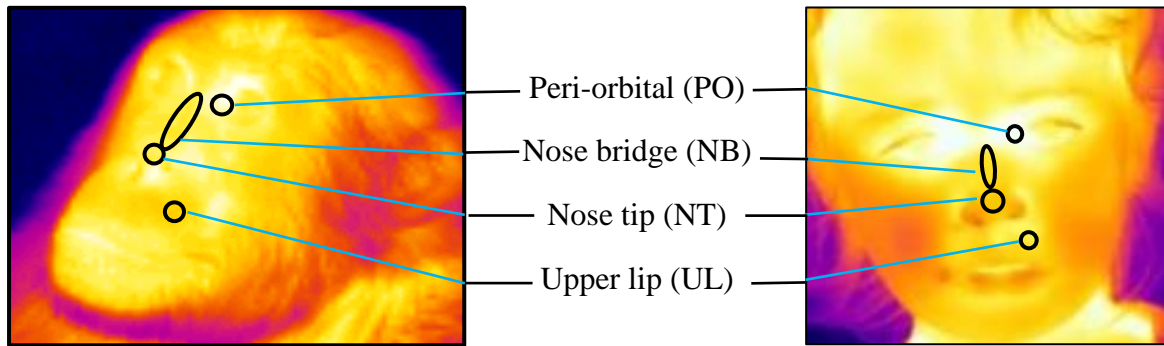 Peri-orbital (PO)
Nose bridge (NB)
Nose tip (NT)
Upper lip (UL)